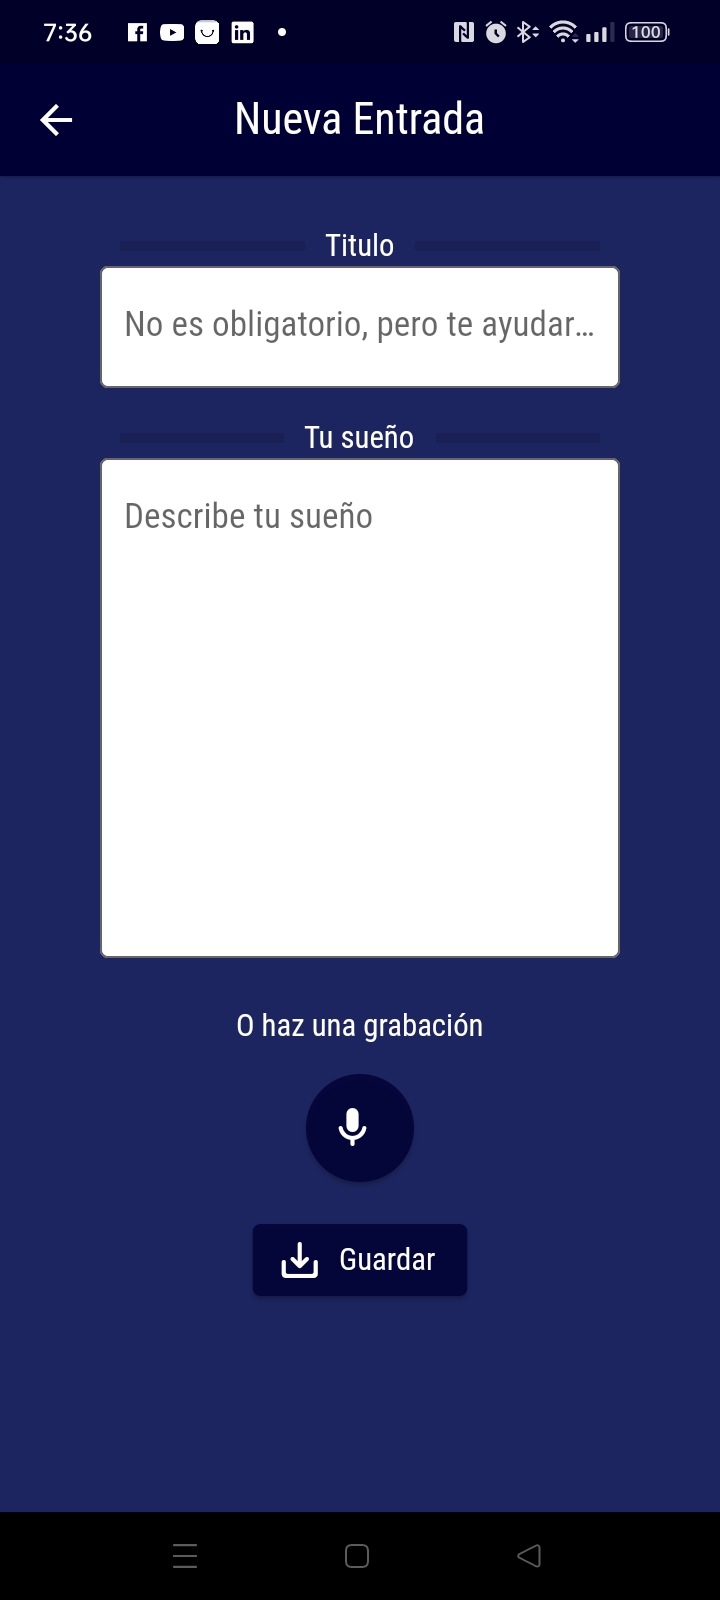 7:36
100
Nueva Entrada
Titulo
No es obligatorio, pero te ayudar...
Tu sueño
Describe tu sueño
O haz una grabación
Guardar